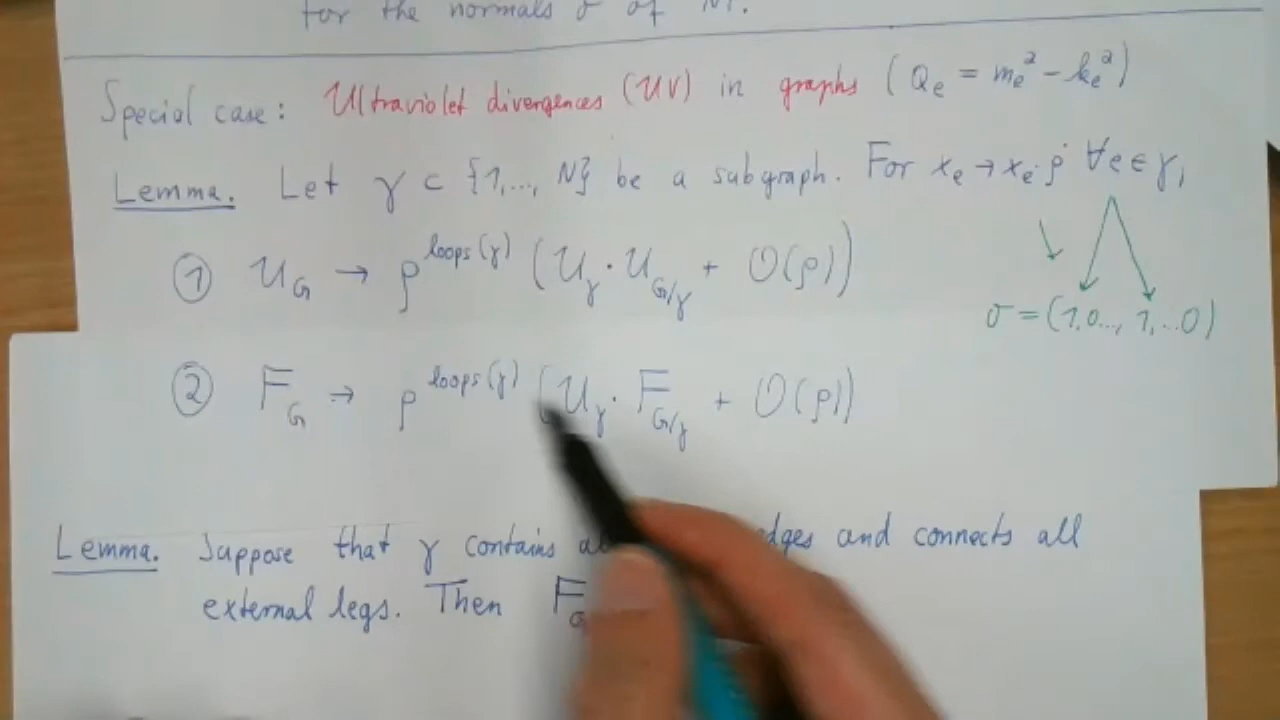 for the normals σ of
Special case: Ultraviolet divergences (UV) in graphs (Q_e = m_e^2 - k_e^2)
Lemma. Let γ ⊂ {1,..., N} be a subgraph. For x_e → x_e·ρ ∀e∈γ,
① U_G → ρ^loops(γ) (U_γ · U_G/γ + O(ρ))
σ = (1,0..., 1,...0)
② F_G → ρ^loops(γ) (U_γ · F_G/γ + O(ρ))
Lemma. Suppose that γ contains edges and connects all
external legs. Then F